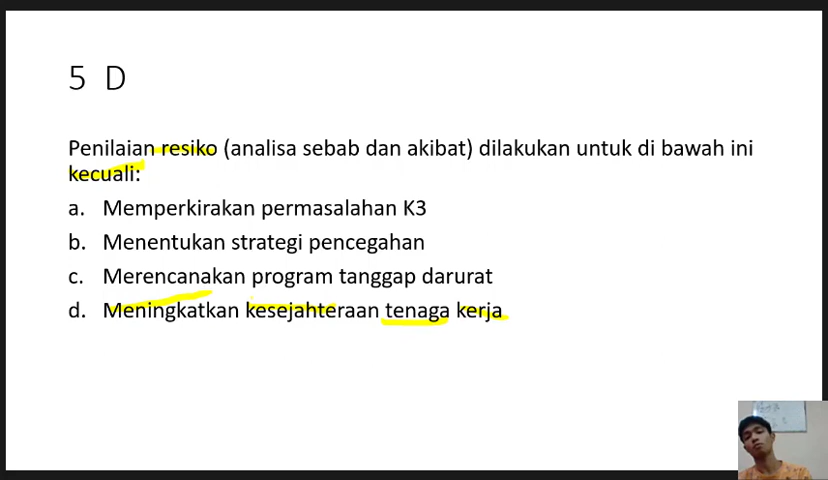 5 D
Penilaian resiko (analisa sebab dan akibat) dilakukan untuk di bawah ini
kecuali:
a. Memperkirakan permasalahan K3
b. Menentukan strategi pencegahan
c. Merencanakan program tanggap darurat
d. Meningkatkan kesejahteraan tenaga kerja